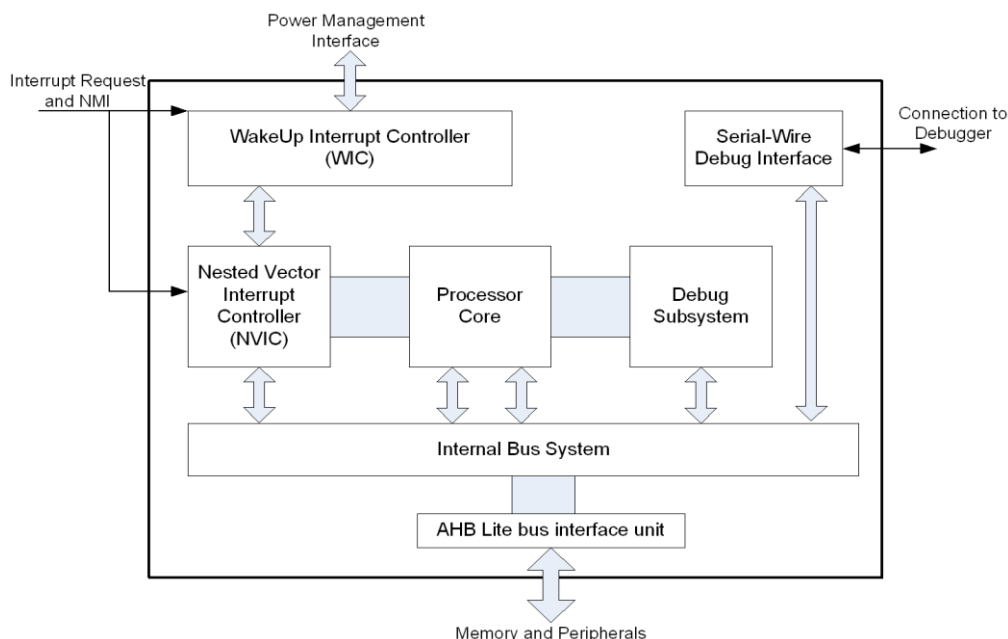 Power Management
Interface
Interrupt Request
and NMI
WakeUp Interrupt Controller
(WIC)
Serial-Wire
Debug Interface
Connection to
Debugger
Nested Vector
Interrupt
Controller
(NVIC)
Processor
Core
Debug
Subsystem
Internal Bus System
AHB Lite bus interface unit
Memory and Peripherals